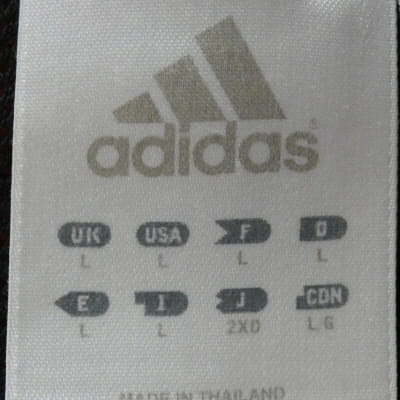 adidas®
UK USA F D
L L L L
E I J CDN
L L 2XO L/G
MADE IN THAILAND